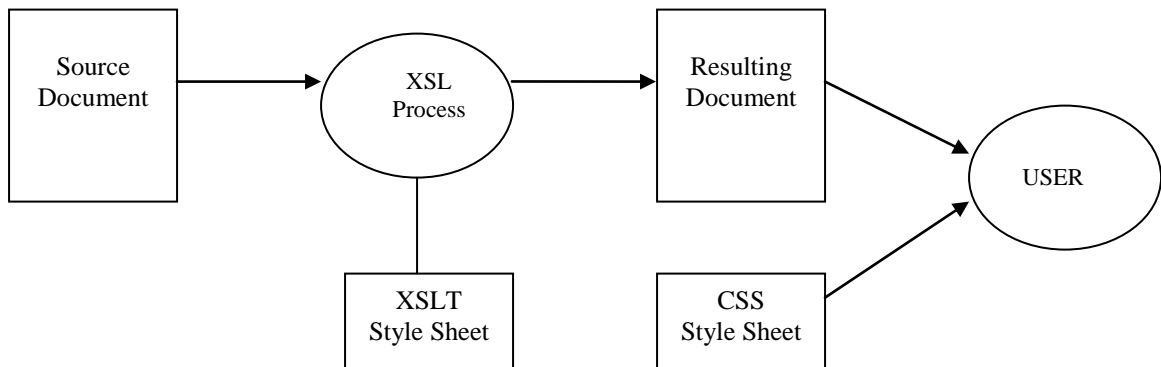 Source
Document
XSL
Process
Resulting
Document
USER
XSLT
Style Sheet
CSS
Style Sheet